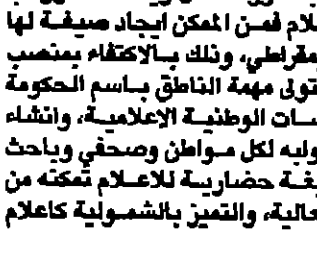 لام فمن الممكن ايجاد صيغة لها
مقراطي، وذلك بالاكتفاء بمنصب
تولى مهمة الناطق باسم الحكومة
سات الوطنية الاعلامية، وانشاء
وليه لكل مواطن وصحفي وباحث
يغة حضارية للاعلام تمكنه من
عالية، والتميز بالشمولية كاعلام